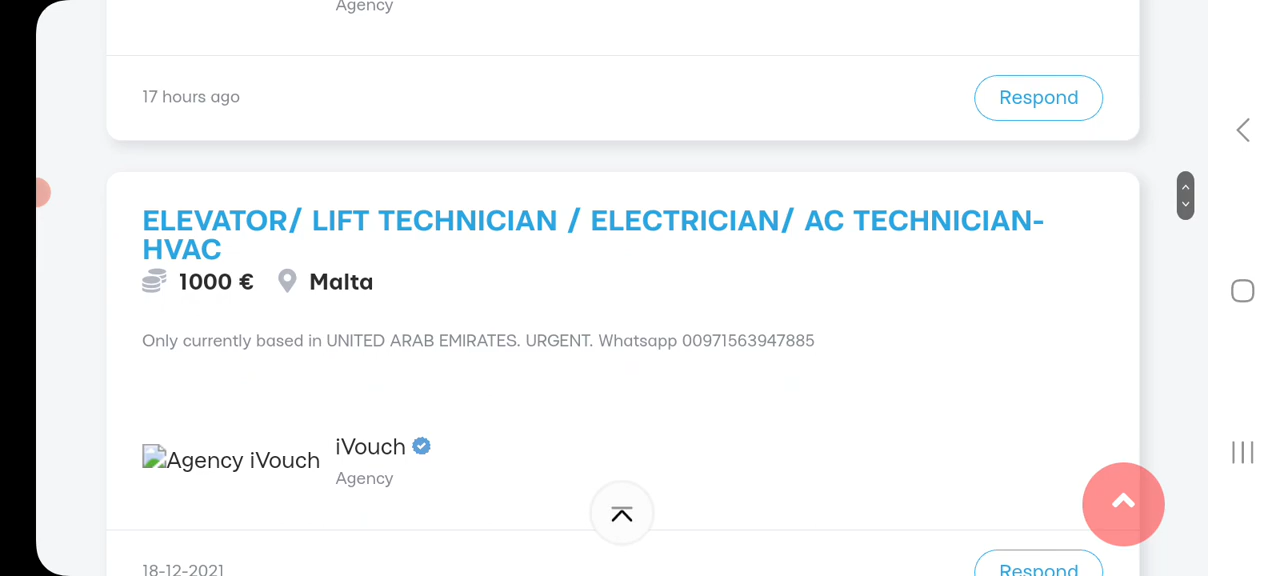 Agency
17 hours ago
Respond
ELEVATOR/ LIFT TECHNICIAN / ELECTRICIAN/ AC TECHNICIAN-
HVAC
1000 € Malta
Only currently based in UNITED ARAB EMIRATES. URGENT. Whatsapp 00971563947885
Agency iVouch
iVouch
Agency
18-12-2021
Respond